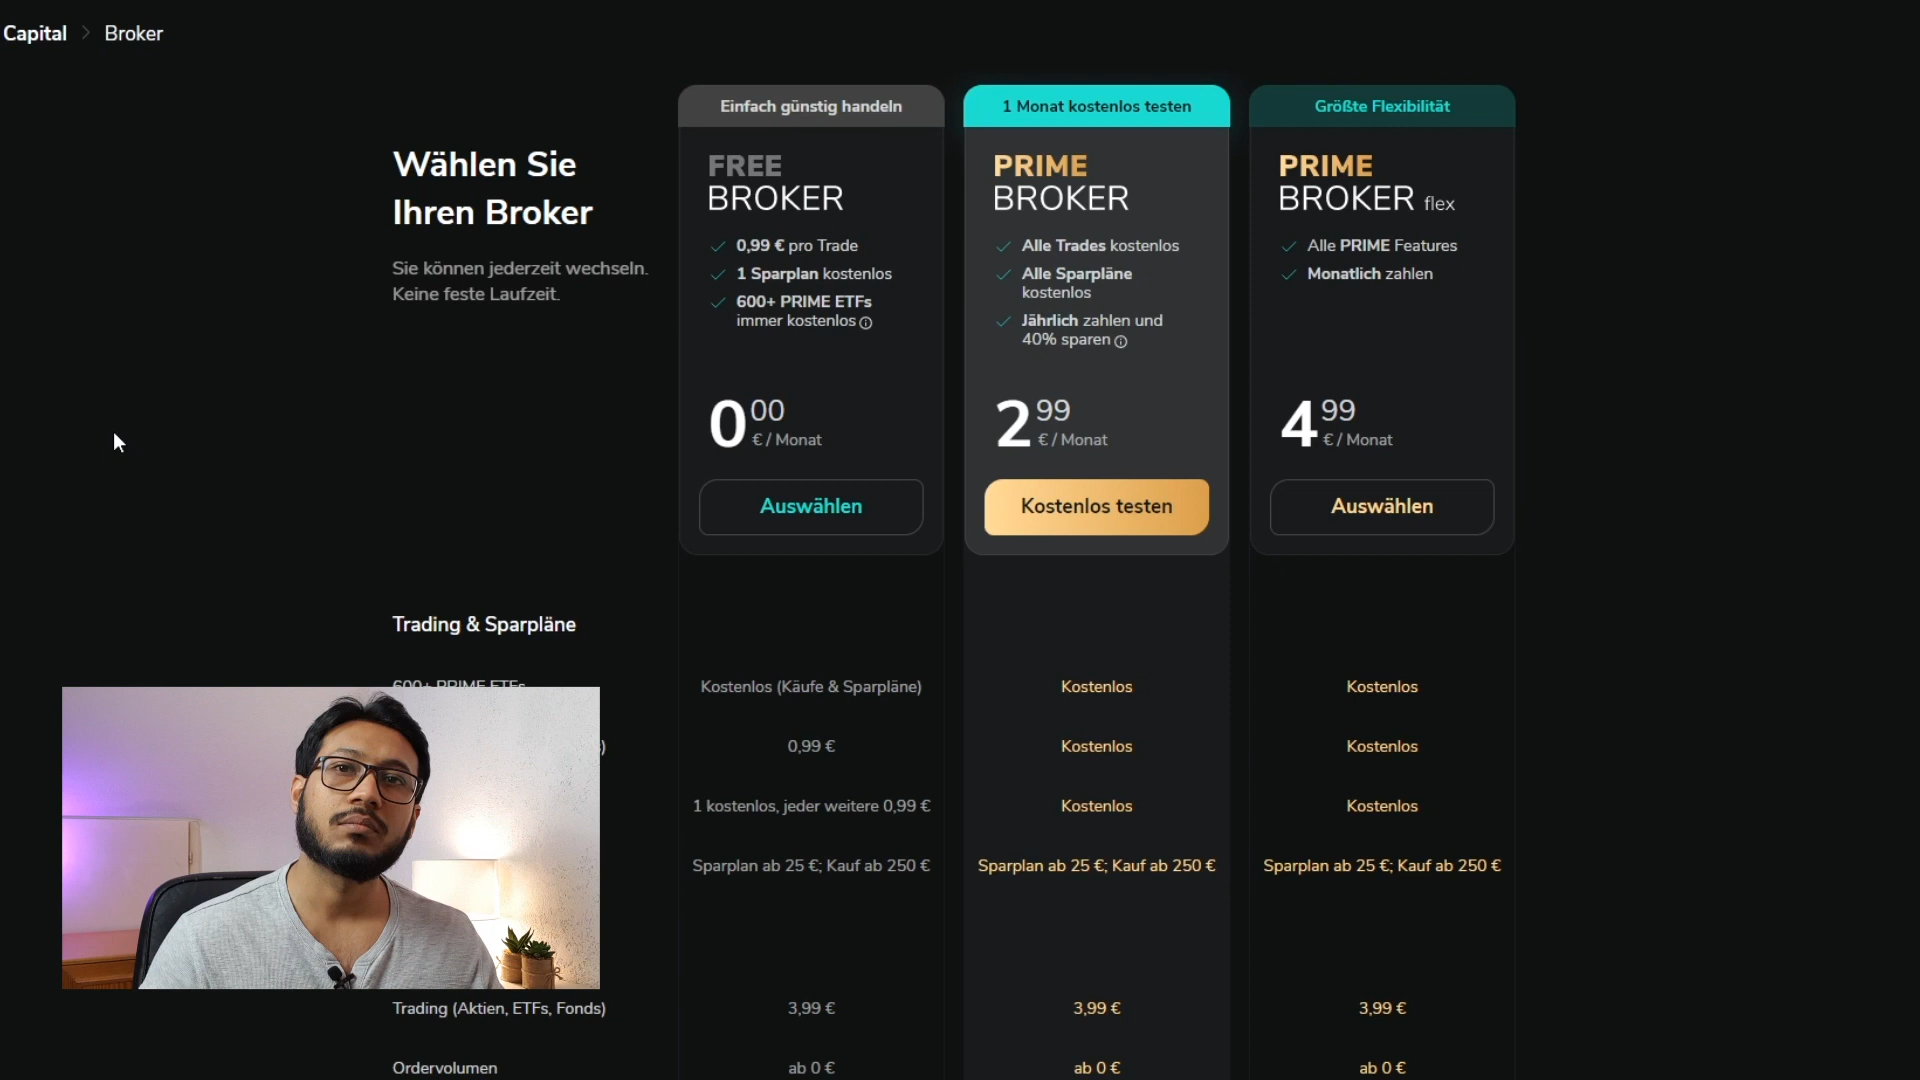 Capital > Broker
Wählen Sie
Ihren Broker
Sie können jederzeit wechseln.
Keine feste Laufzeit.
Einfach günstig handeln
FREE
BROKER
0,99 € pro Trade
1 Sparplan kostenlos
600+ PRIME ETFs
immer kostenlos
0 00
€ / Monat
Auswählen
1 Monat kostenlos testen
PRIME
BROKER
Alle Trades kostenlos
Alle Sparpläne
kostenlos
Jährlich zahlen und
40% sparen
2 99
€ / Monat
Kostenlos testen
Größte Flexibilität
PRIME
BROKER flex
Alle PRIME Features
Monatlich zahlen
4 99
€ / Monat
Auswählen
Trading & Sparpläne
600+ PRIME ETFs
Kostenlos (Käufe & Sparpläne)
Kostenlos
Kostenlos
0,99 €
Kostenlos
Kostenlos
1 kostenlos, jeder weitere 0,99 €
Kostenlos
Kostenlos
Sparplan ab 25 €; Kauf ab 250 €
Sparplan ab 25 €; Kauf ab 250 €
Sparplan ab 25 €; Kauf ab 250 €
Trading (Aktien, ETFs, Fonds)
3,99 €
3,99 €
3,99 €
Ordervolumen
ab 0 €
ab 0 €
ab 0 €